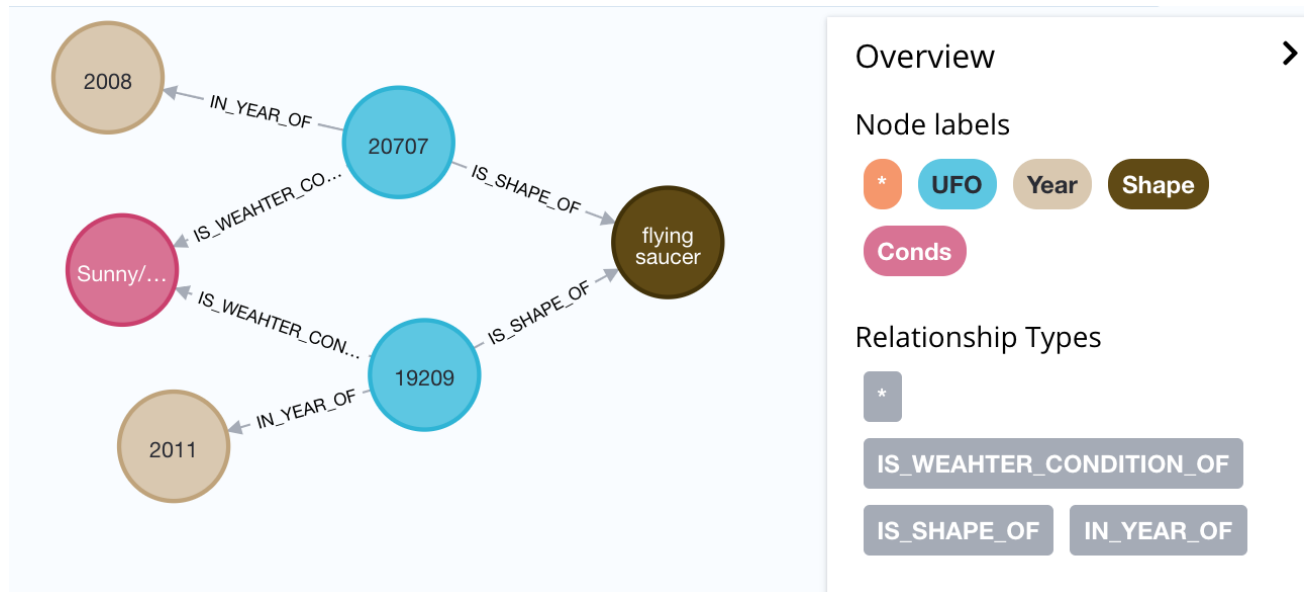 2008
IN_YEAR_OF
20707
IS_WEAHTER_CO...
IS_SHAPE_OF
flying
saucer
Sunny/...
IS_WEAHTER_CON...
IS_SHAPE_OF
19209
IN_YEAR_OF
2011
Overview
Node labels
* UFO Year Shape
Conds
Relationship Types
*
IS_WEAHTER_CONDITION_OF
IS_SHAPE_OF IN_YEAR_OF